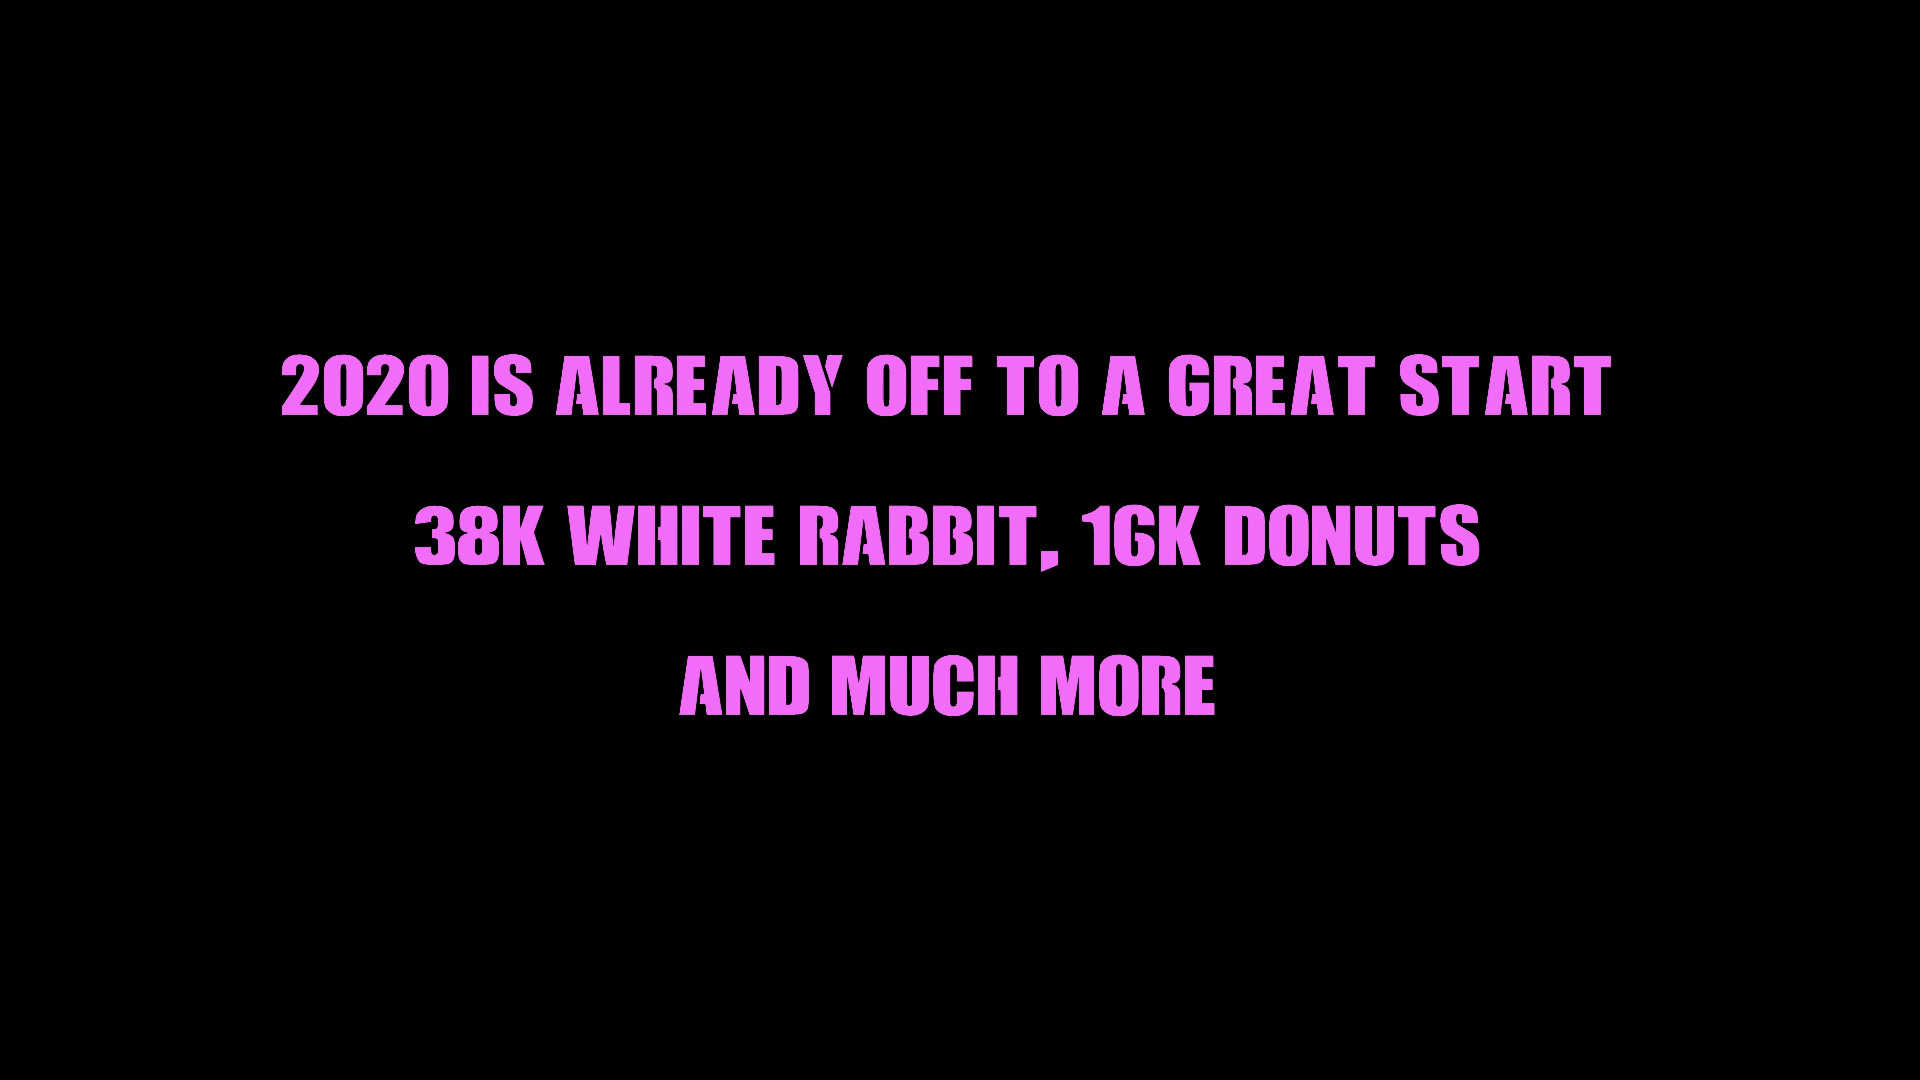 2020 IS ALREADY OFF TO A GREAT START
38K WHITE RABBIT, 16K DONUTS
AND MUCH MORE